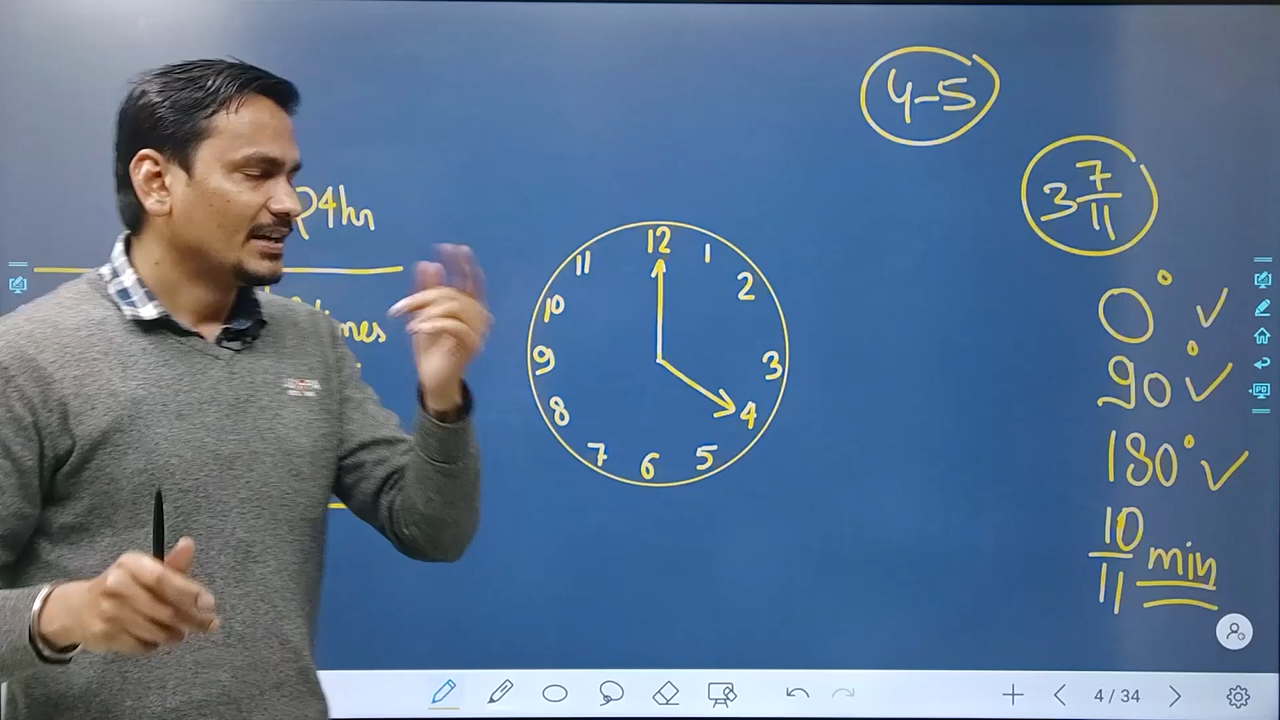 4-5
3 7/11
24hr
times
12
11 1
10 2
9 3
8 4
7 6 5
0° ✓
90° ✓
180° ✓
10/11 min
4 / 34